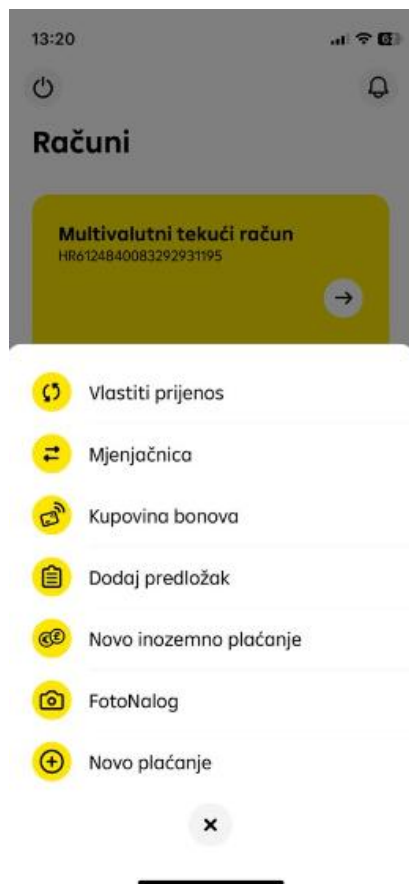 13:20
Računi
Multivalutni tekući račun
HR6124840083292931195
Vlastiti prijenos
Mjenjačnica
Kupovina bonova
Dodaj predložak
Novo inozemno plaćanje
FotoNalog
Novo plaćanje